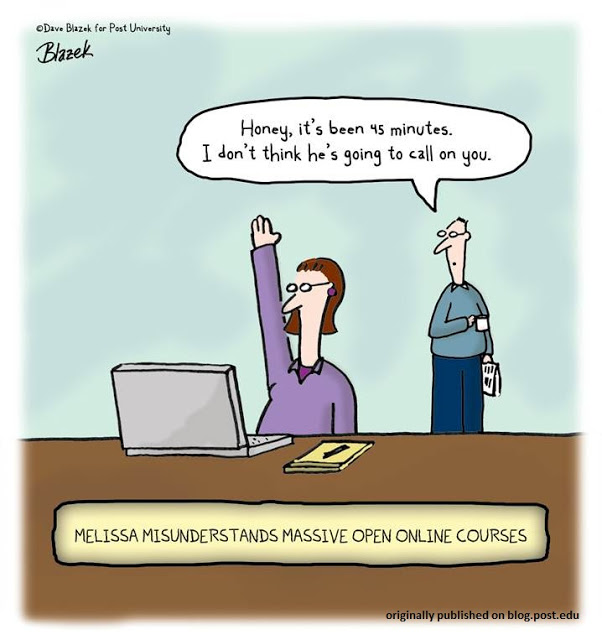 ©Dave Blazek for Post University
Blazek
Honey, it's been 45 minutes.
I don't think he's going to call on you.
MELISSA MISUNDERSTANDS MASSIVE OPEN ONLINE COURSES
originally published on blog.post.edu